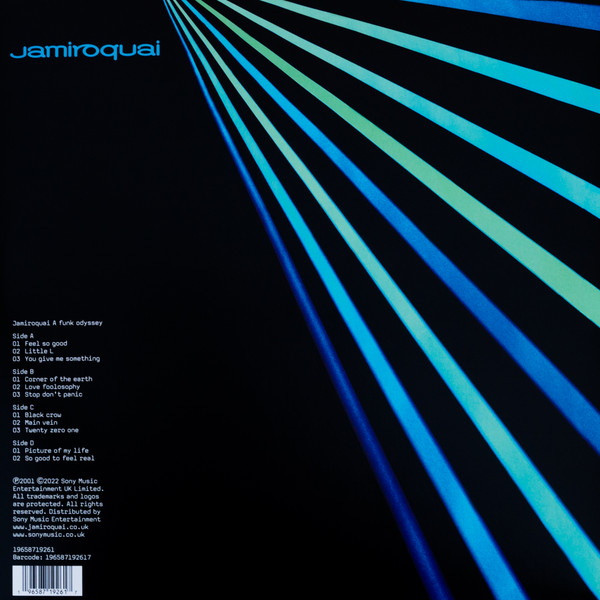 Jamiroquai
Jamiroquai A funk odyssey
Side A
01 Feel so good
02 Little L
03 You give me something
Side B
01 Corner of the earth
02 Love foolosophy
03 Stop don't panic
Side C
01 Black crow
02 Main vein
03 Twenty zero one
Side D
01 Picture of my life
02 So good to feel real
℗2001 ©2022 Sony Music
Entertainment UK Limited.
All trademarks and logos
are protected. All rights
reserved. Distributed by
Sony Music Entertainment
www.jamiroquai.co.uk
www.sonymusic.co.uk
19658719261
Barcode: 196587192617